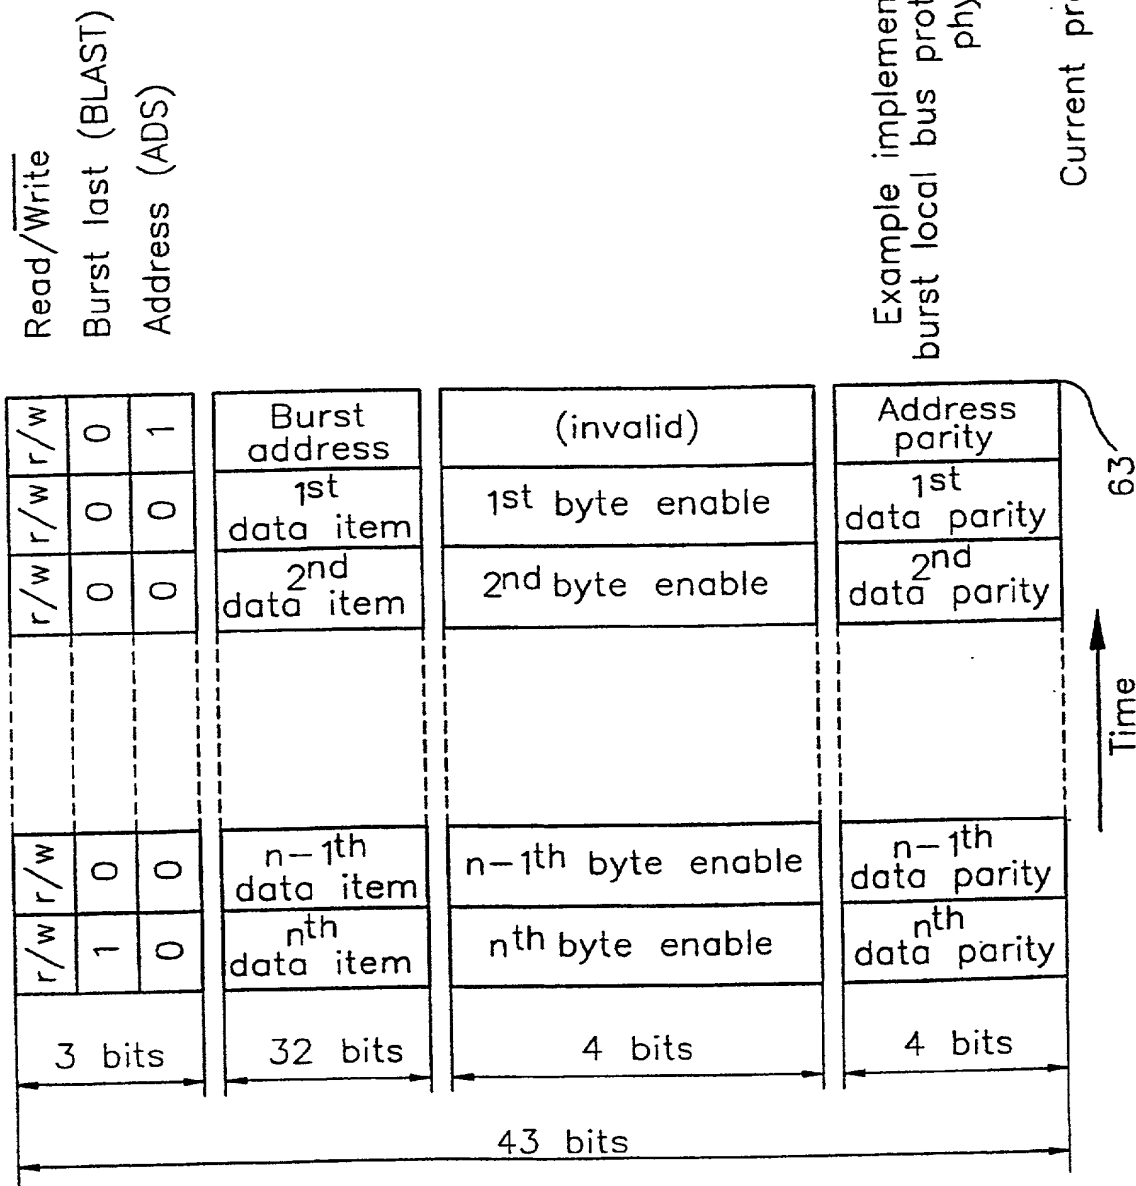 Read/Write
Burst last (BLAST)
Address (ADS)
r/w r/w r/w
0 0 0
0 0 1
Burst
address
(invalid)
Address
parity
1st
data item
1st byte enable
1st
data parity
2nd
data item
2nd byte enable
2nd
data parity
r/w r/w
1 0
0 0
n-1th
data item
n-1th byte enable
n-1th
data parity
nth
data item
nth byte enable
nth
data parity
3 bits
32 bits
4 bits
4 bits
43 bits
Time
63
Example implemen
burst local bus prot
phy
Current pr